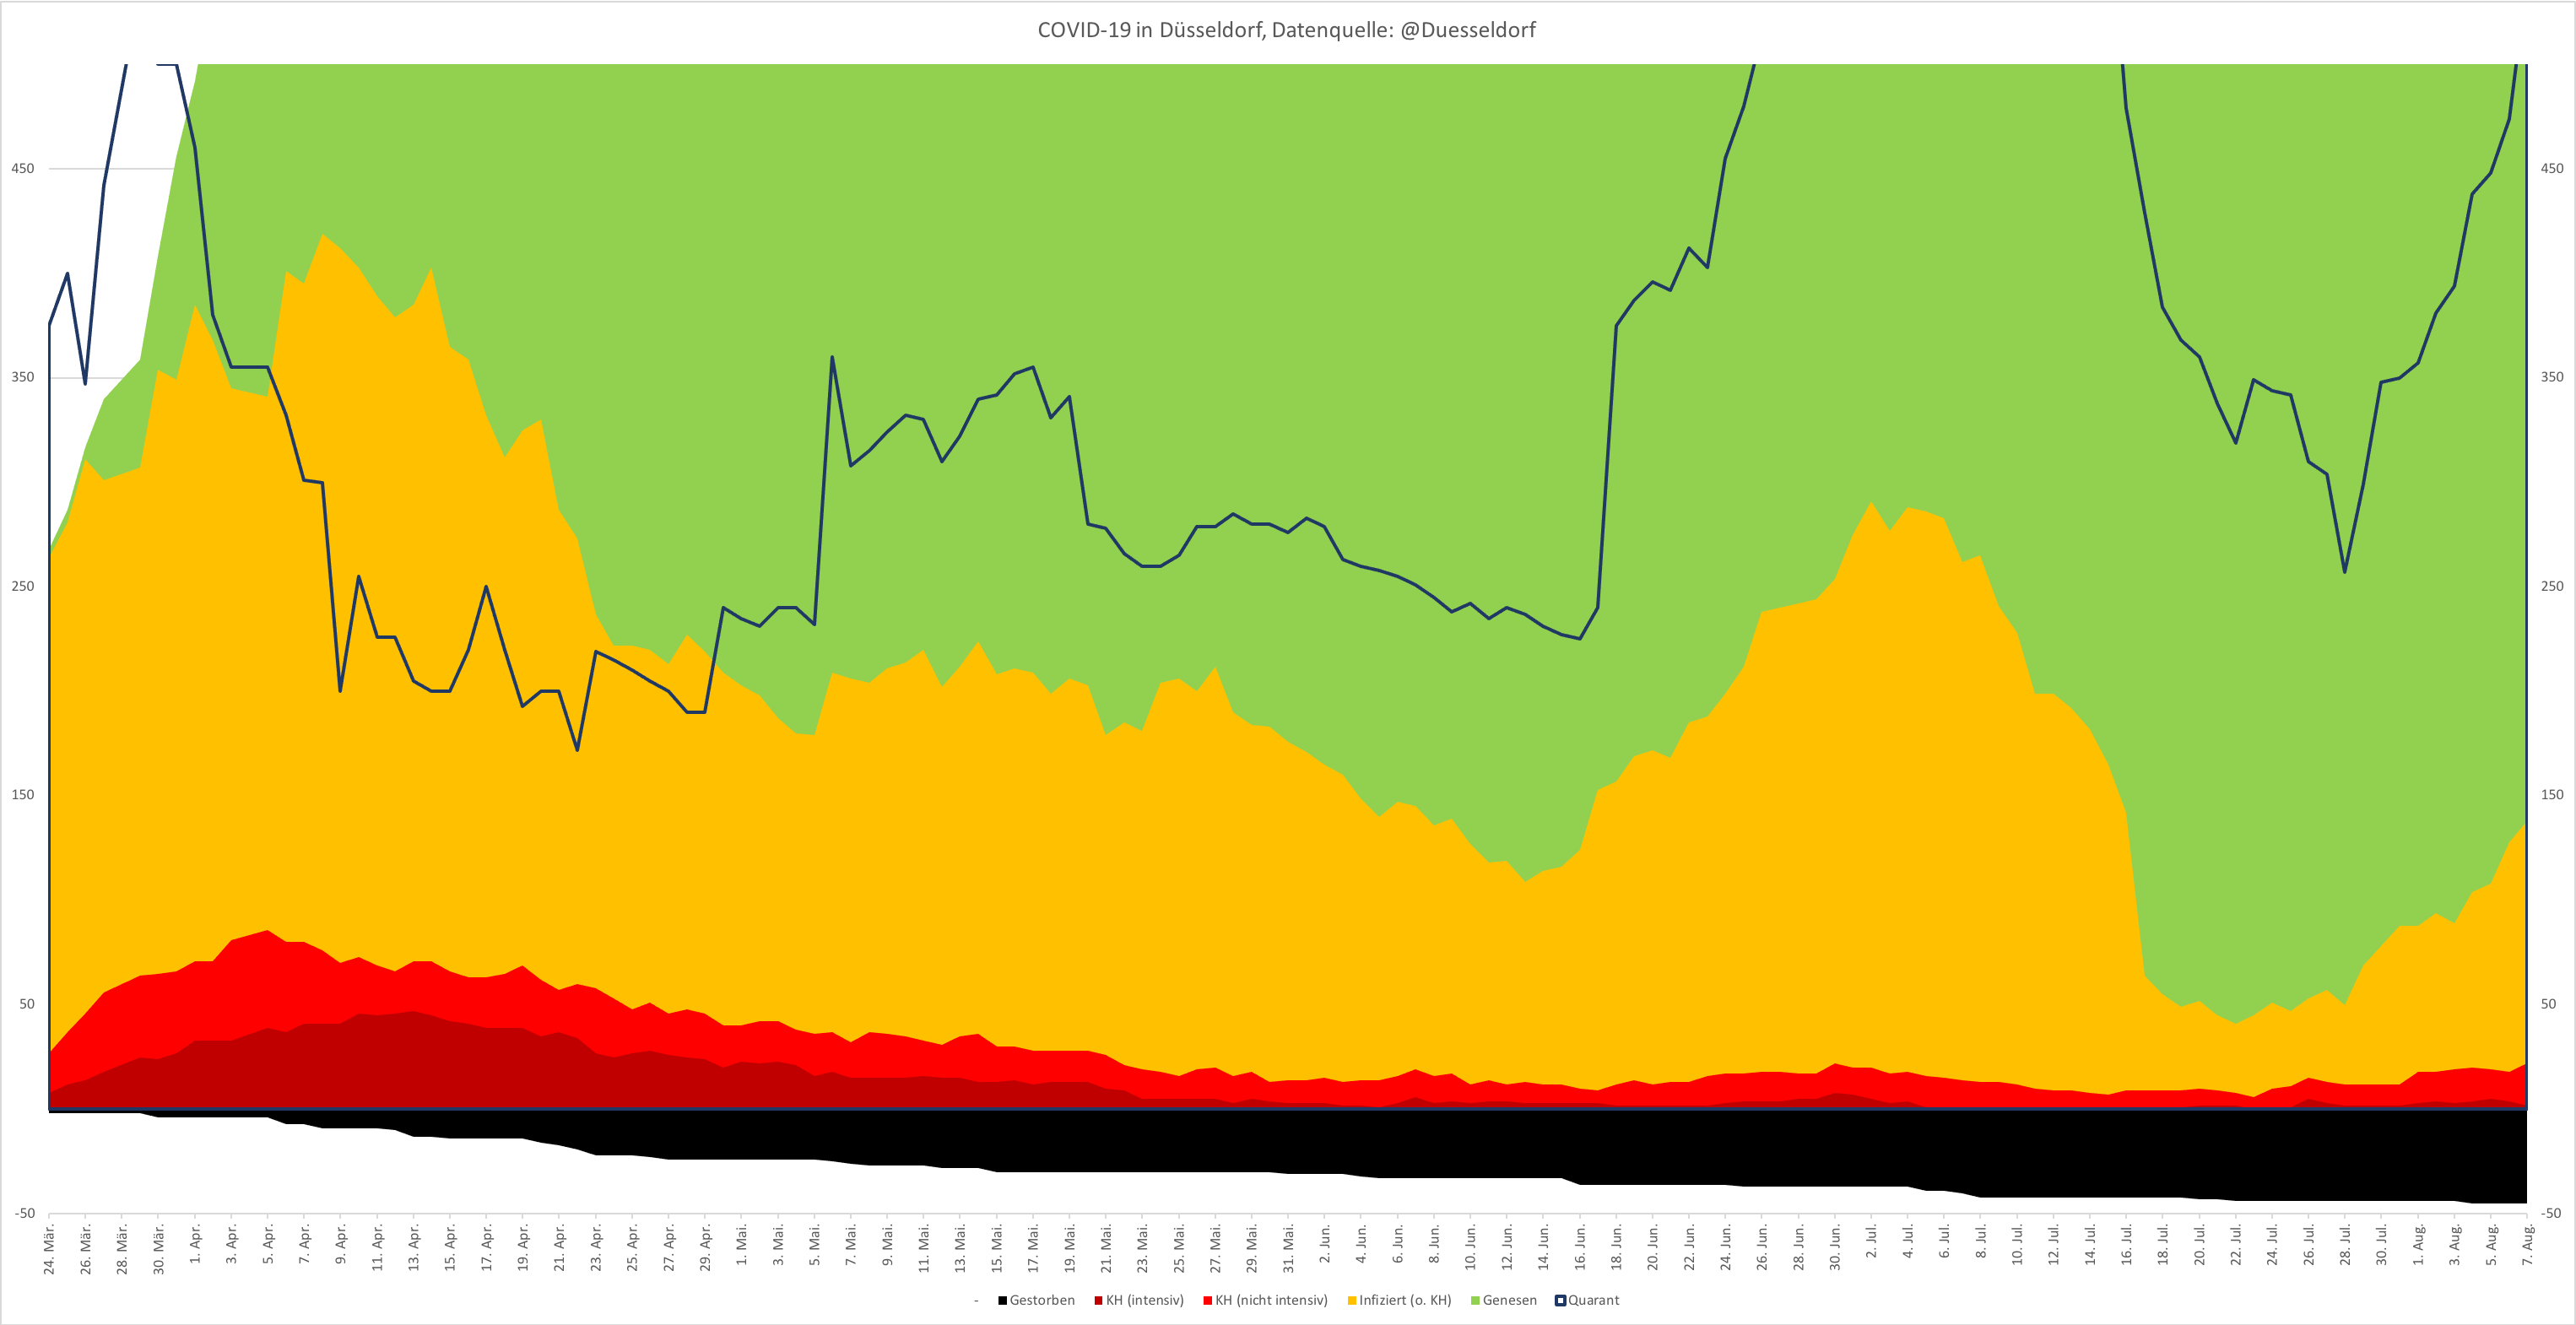 COVID-19 in Düsseldorf, Datenquelle: @Duesseldorf
450 450
350 350
250 250
150 150
50 50
-50 -50
24. Mär. 26. Mär. 28. Mär. 30. Mär. 1. Apr. 3. Apr. 5. Apr. 7. Apr. 9. Apr. 11. Apr. 13. Apr. 15. Apr. 17. Apr. 19. Apr. 21. Apr. 23. Apr. 25. Apr. 27. Apr. 29. Apr. 1. Mai. 3. Mai. 5. Mai. 7. Mai. 9. Mai. 11. Mai. 13. Mai. 15. Mai. 17. Mai. 19. Mai. 21. Mai. 23. Mai. 25. Mai. 27. Mai. 29. Mai. 31. Mai. 2. Jun. 4. Jun. 6. Jun. 8. Jun. 10. Jun. 12. Jun. 14. Jun. 16. Jun. 18. Jun. 20. Jun. 22. Jun. 24. Jun. 26. Jun. 28. Jun. 30. Jun. 2. Jul. 4. Jul. 6. Jul. 8. Jul. 10. Jul. 12. Jul. 14. Jul. 16. Jul. 18. Jul. 20. Jul. 22. Jul. 24. Jul. 26. Jul. 28. Jul. 30. Jul. 1. Aug. 3. Aug. 5. Aug. 7. Aug.
- Gestorben KH (intensiv) KH (nicht intensiv) Infiziert (o. KH) Genesen Quarant